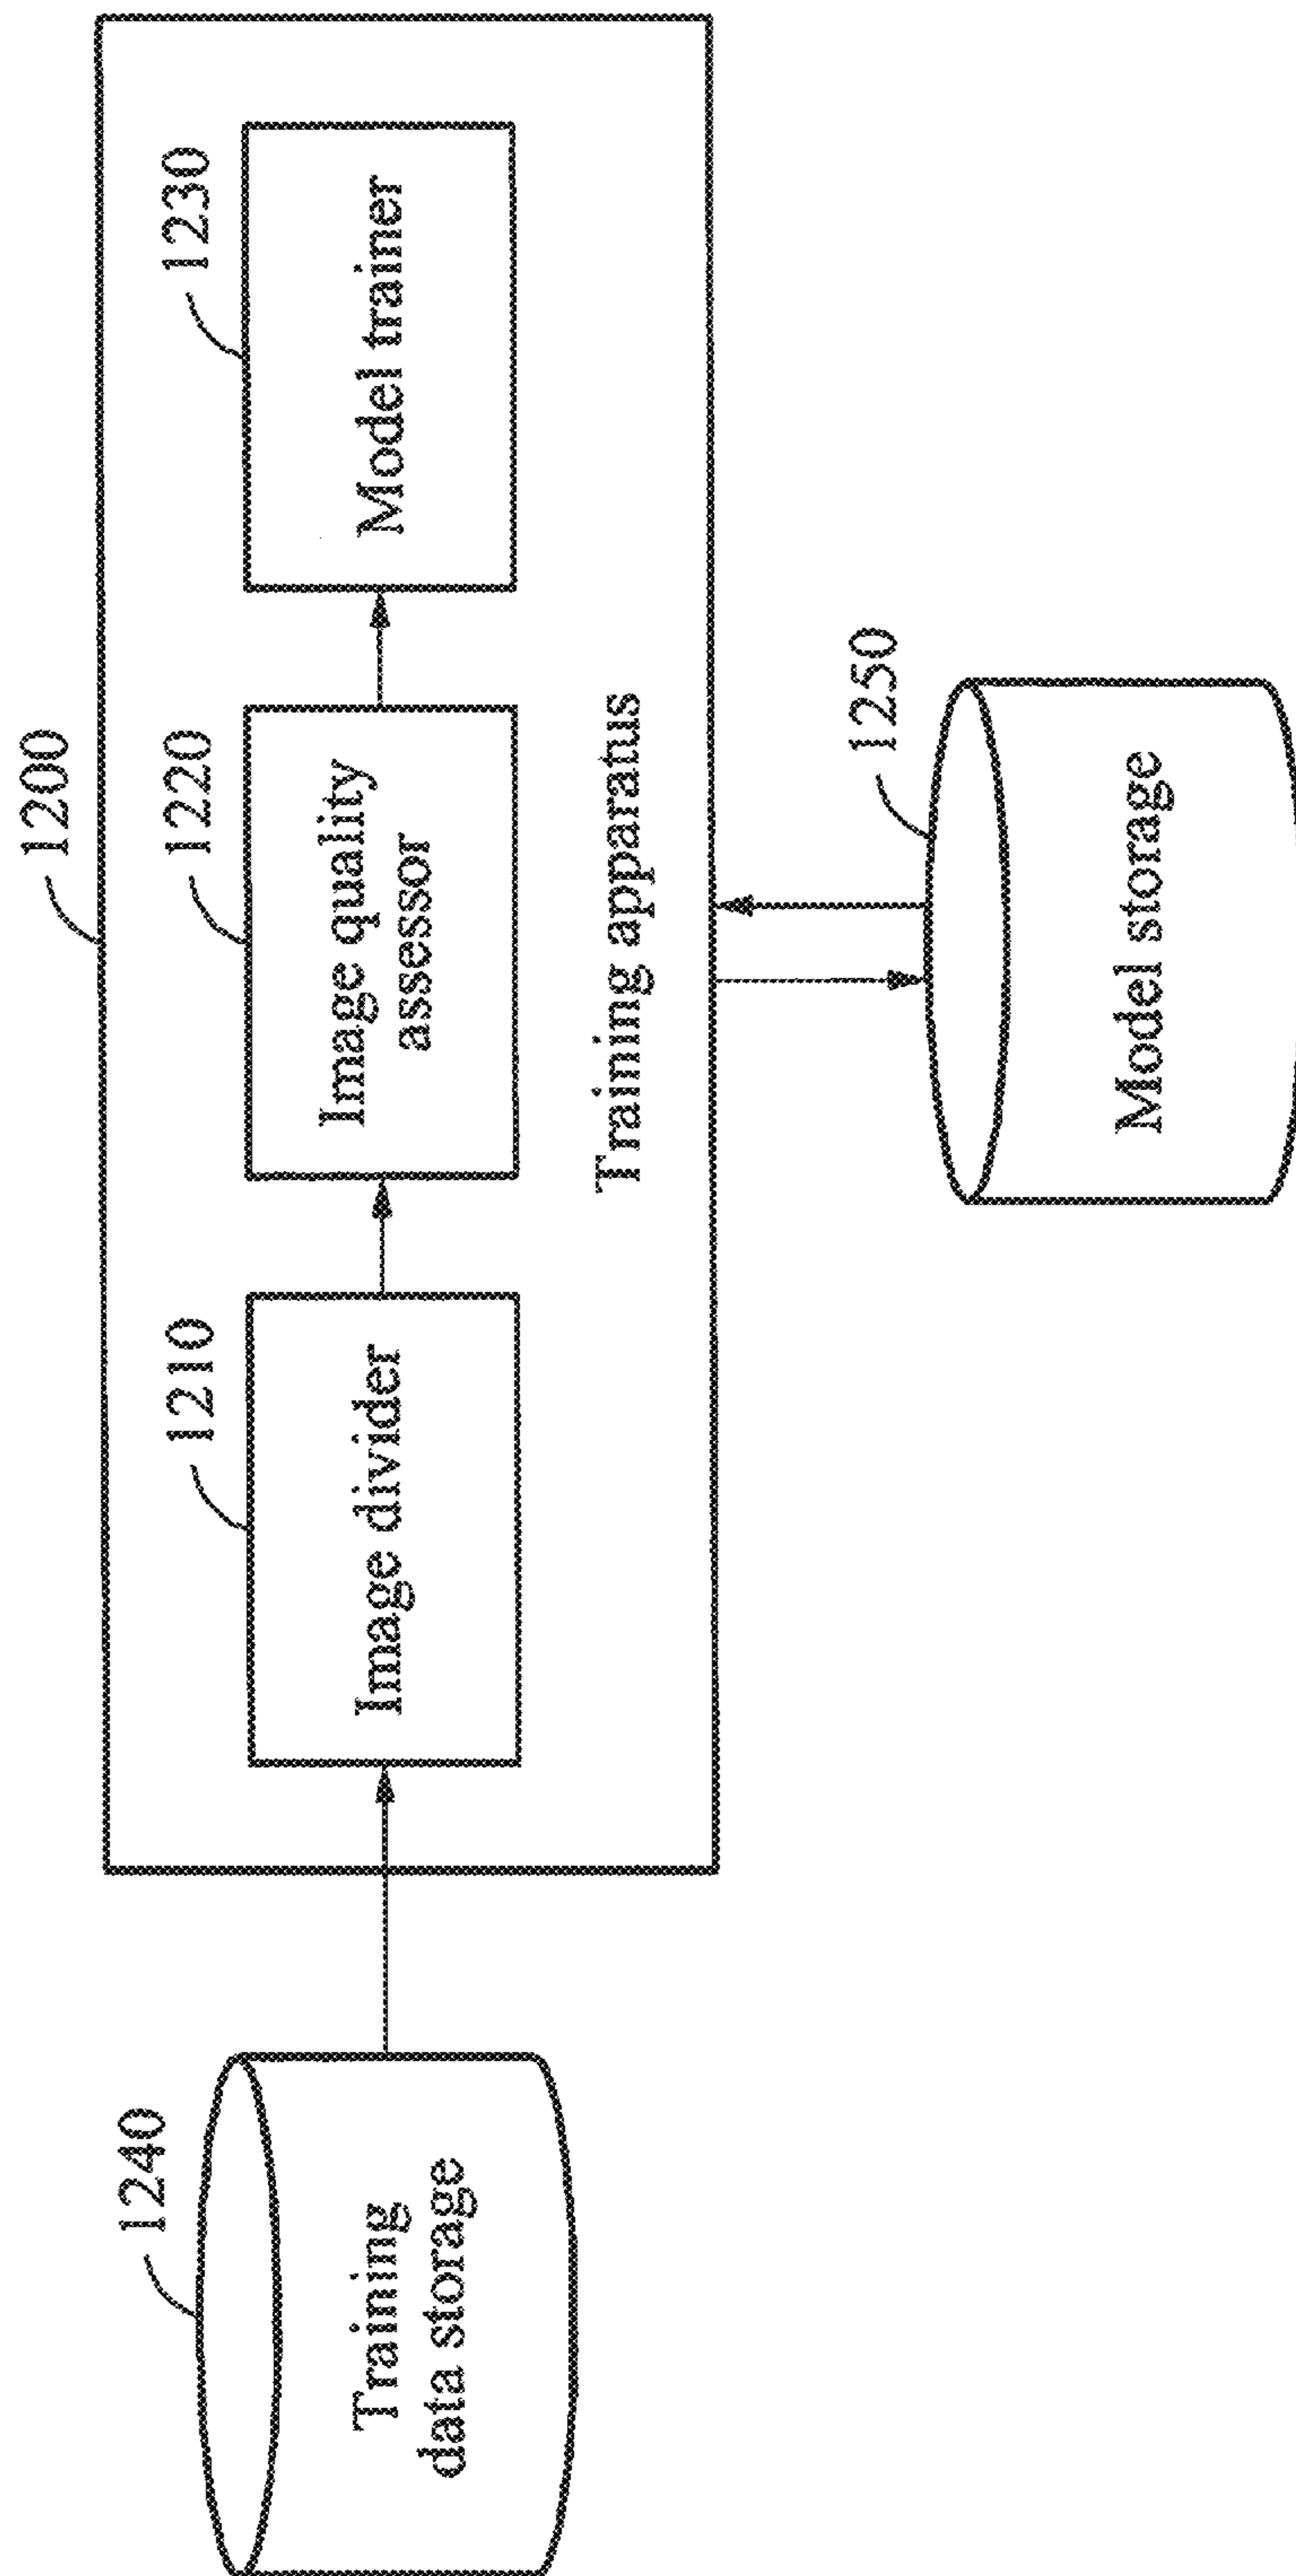 1200
1240
Training
data storage
1210
Image divider
1220
Image quality
assessor
1230
Model trainer
Training apparatus
1250
Model storage